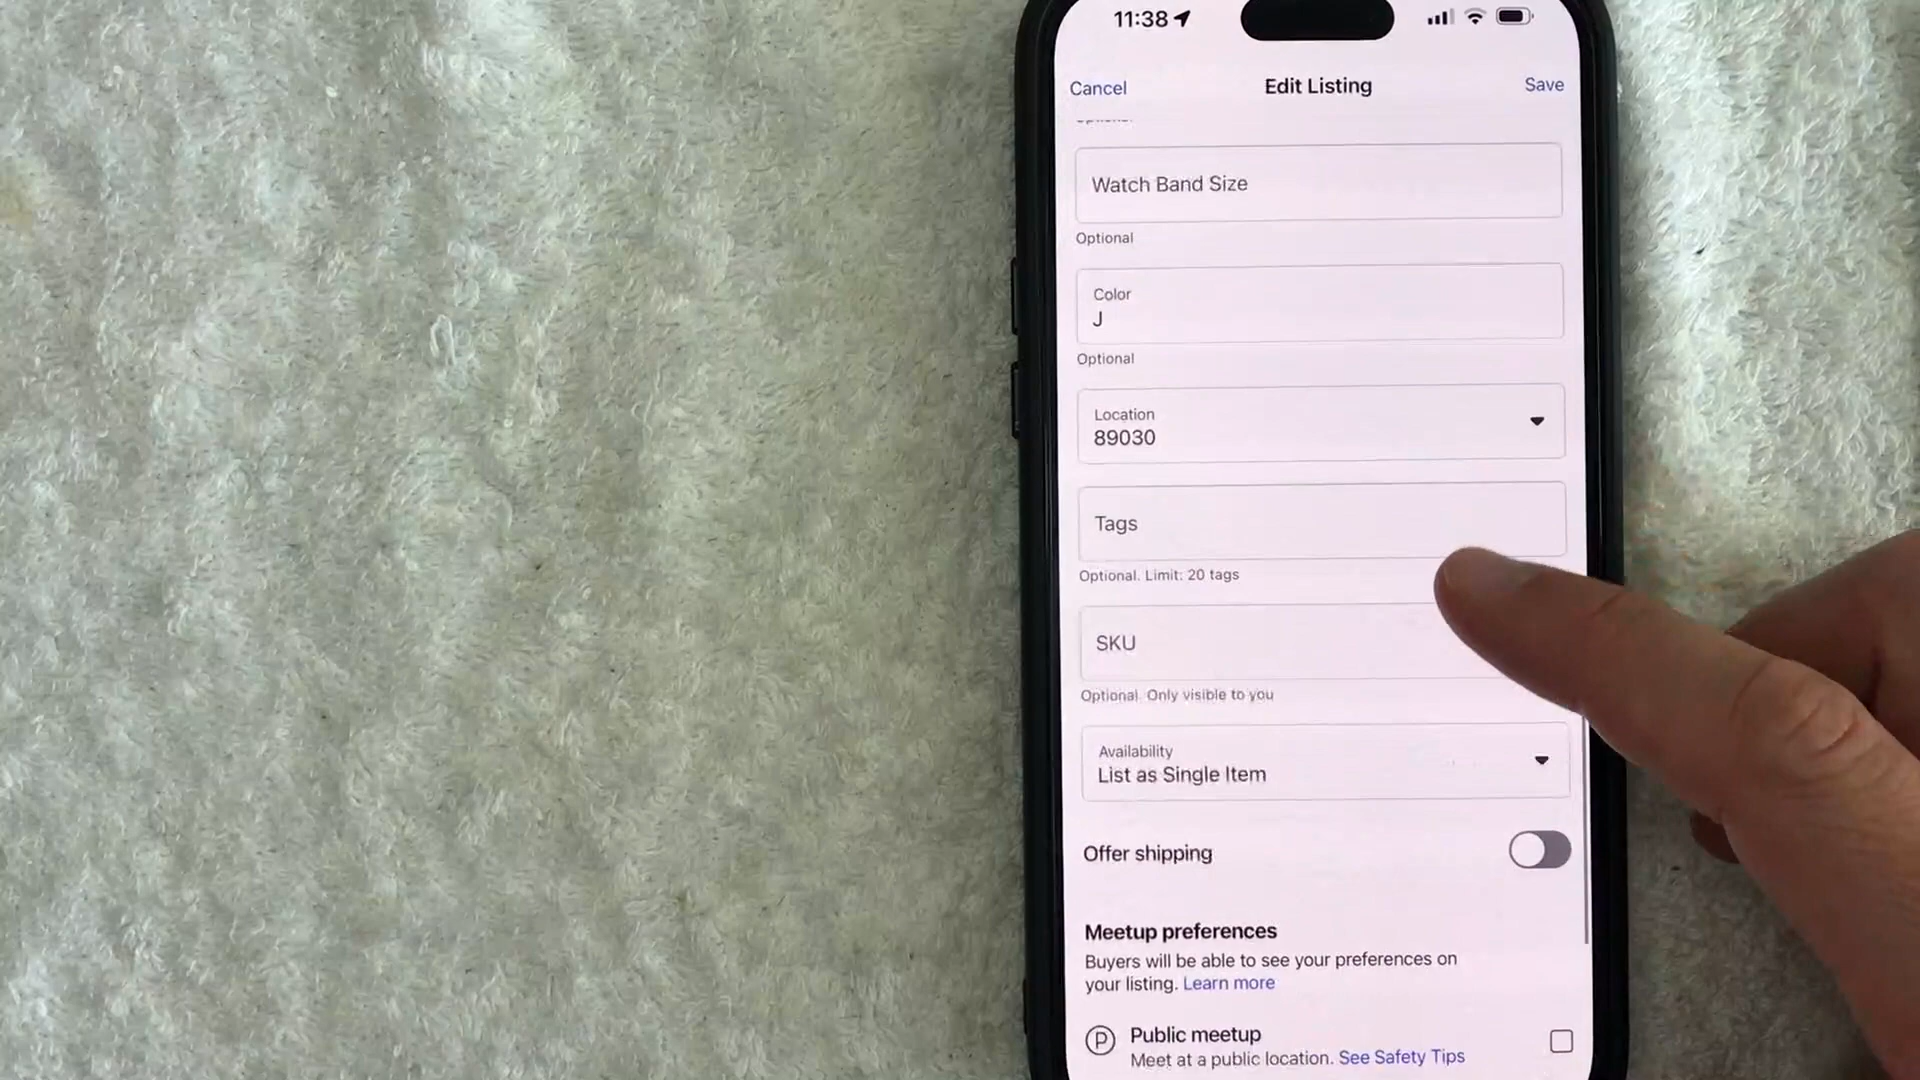 11:38
Cancel
Edit Listing
Save
Watch Band Size
Optional
Color
J
Optional
Location
89030
Tags
Optional. Limit: 20 tags
SKU
Optional. Only visible to you
Availability
List as Single Item
Offer shipping
Meetup preferences
Buyers will be able to see your preferences on
your listing. Learn more
P
Public meetup
Meet at a public location. See Safety Tips